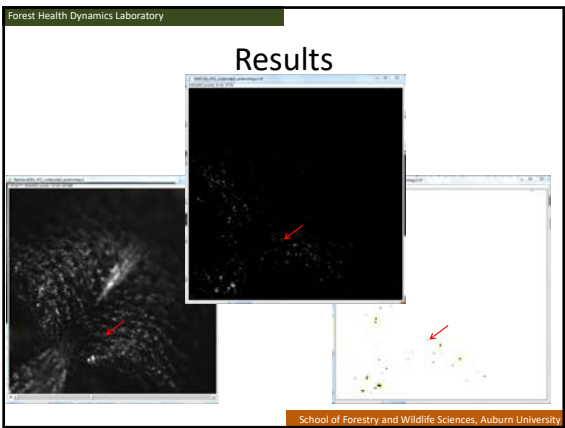 Forest Health Dynamics Laboratory
Results
School of Forestry and Wildlife Sciences, Auburn University